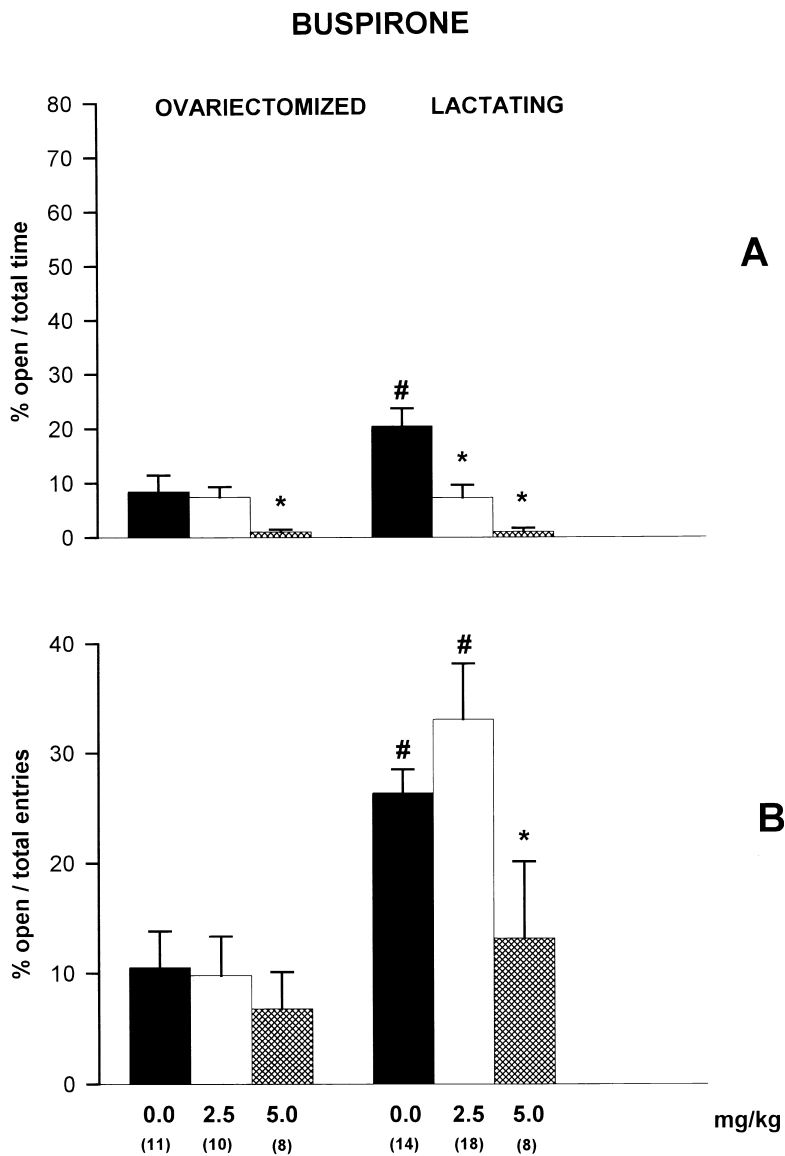 BUSPIRONE
OVARIECTOMIZED LACTATING
80
70
60
50
40
30
20
10
0
% open / total time
A
#
*
*
*
40
30
20
10
0
% open / total entries
B
#
#
*
0.0 2.5 5.0 0.0 2.5 5.0 mg/kg
(11) (10) (8) (14) (18) (8)